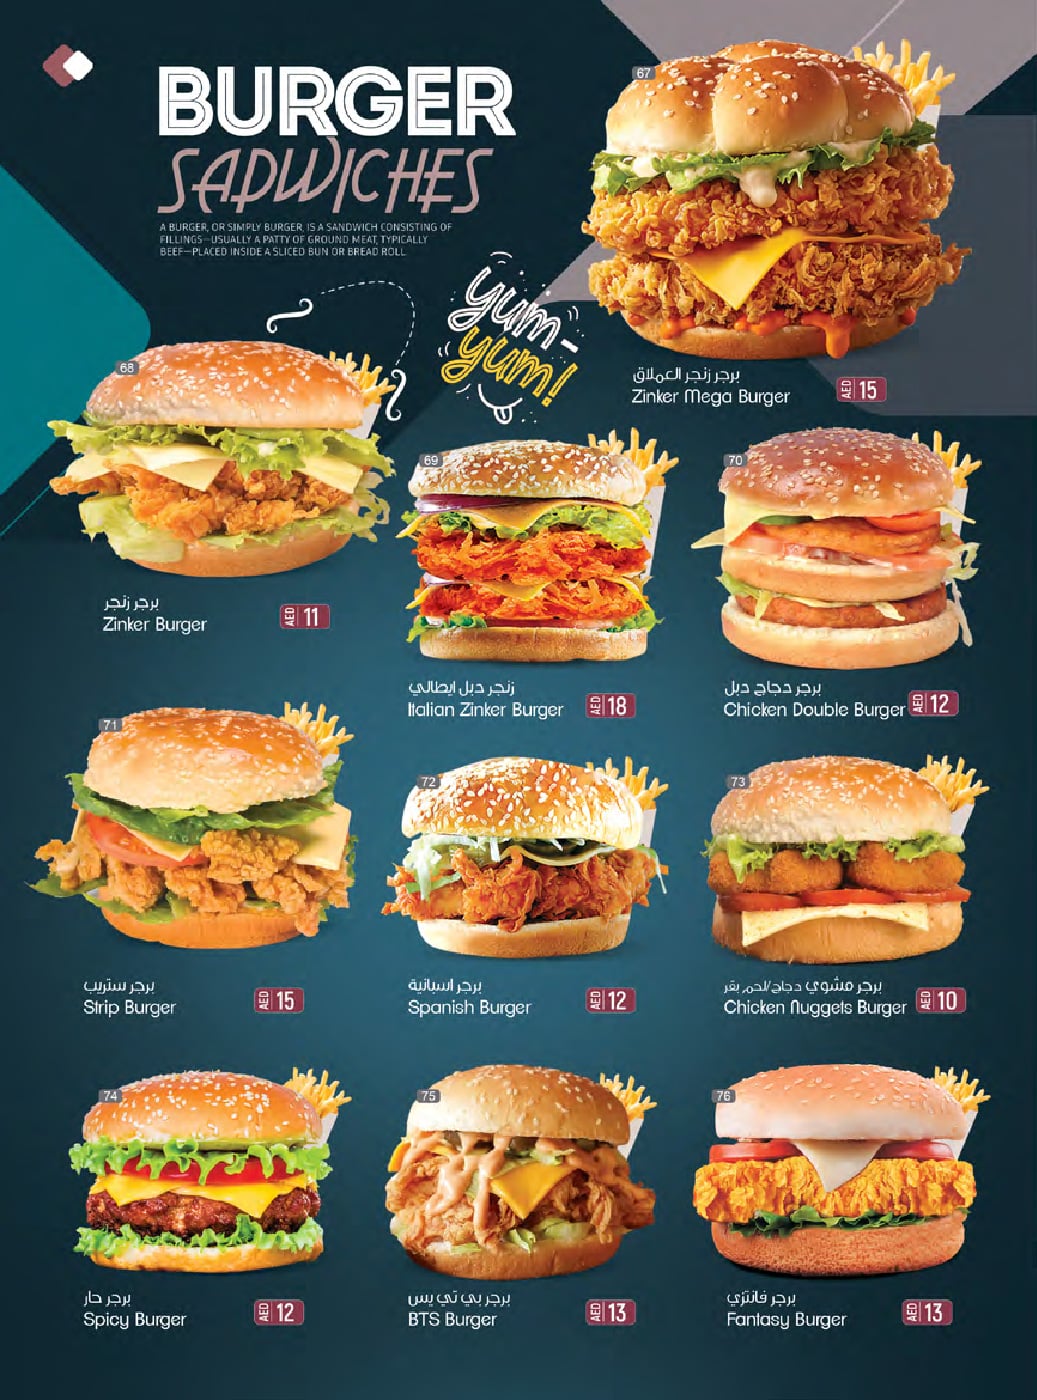 BURGER
SADWICHES
A BURGER, OR SIMPLY BURGER, IS A SANDWICH CONSISTING OF
FILLINGS—USUALLY A PATTY OF GROUND MEAT, TYPICALLY
BEEF—PLACED INSIDE A SLICED BUN OR BREAD ROLL
yum-
yum!
67
برجر زنجر العملاق
Zinker Mega Burger
AED 15
68
برجر زنجر
Zinker Burger
AED 11
69
زنجر دبل ايطالي
Italian Zinker Burger
AED 18
70
برجر دجاج دبل
Chicken Double Burger
AED 12
71
برجر ستريب
Strip Burger
AED 15
72
برجر اسبانية
Spanish Burger
AED 12
73
برجر مشوي دجاج/لحم بقر
Chicken Nuggets Burger
AED 10
74
برجر حار
Spicy Burger
AED 12
75
برجر بي تي يس
BTS Burger
AED 13
76
برجر فانتزي
Fantasy Burger
AED 13